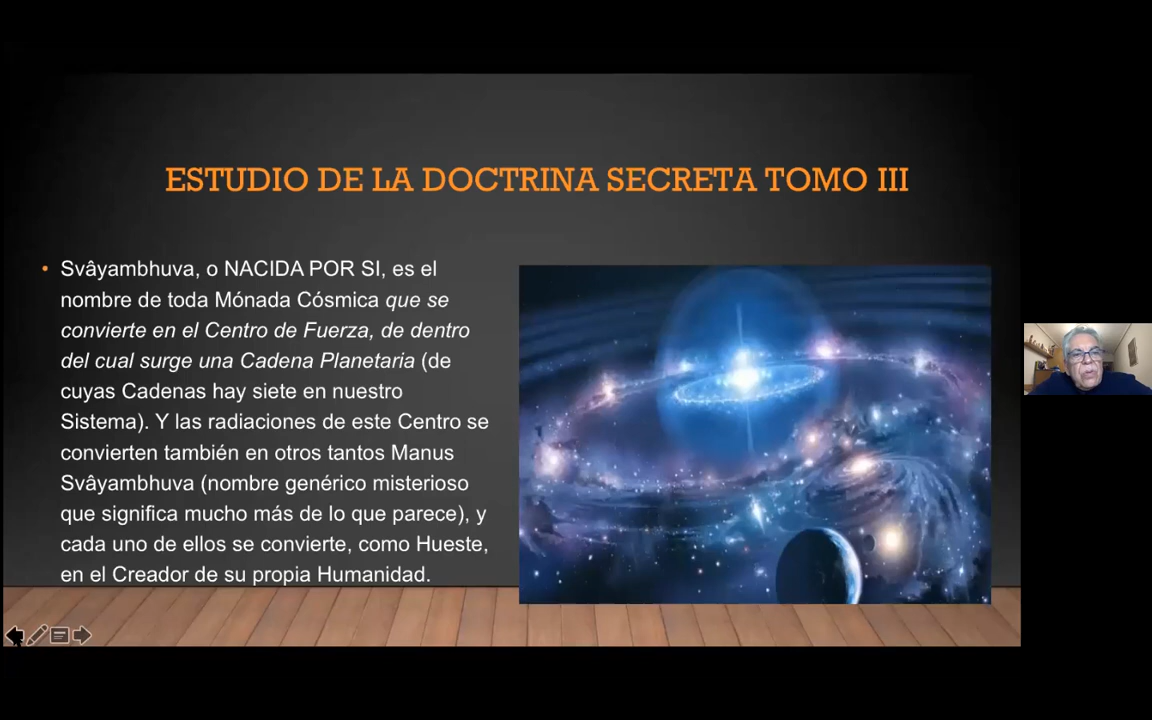 ESTUDIO DE LA DOCTRINA SECRETA TOMO III
• Svâyambhuva, o NACIDA POR SI, es el
nombre de toda Mónada Cósmica que se
convierte en el Centro de Fuerza, de dentro
del cual surge una Cadena Planetaria (de
cuyas Cadenas hay siete en nuestro
Sistema). Y las radiaciones de este Centro se
convierten también en otros tantos Manus
Svâyambhuva (nombre genérico misterioso
que significa mucho más de lo que parece), y
cada uno de ellos se convierte, como Hueste,
en el Creador de su propia Humanidad.